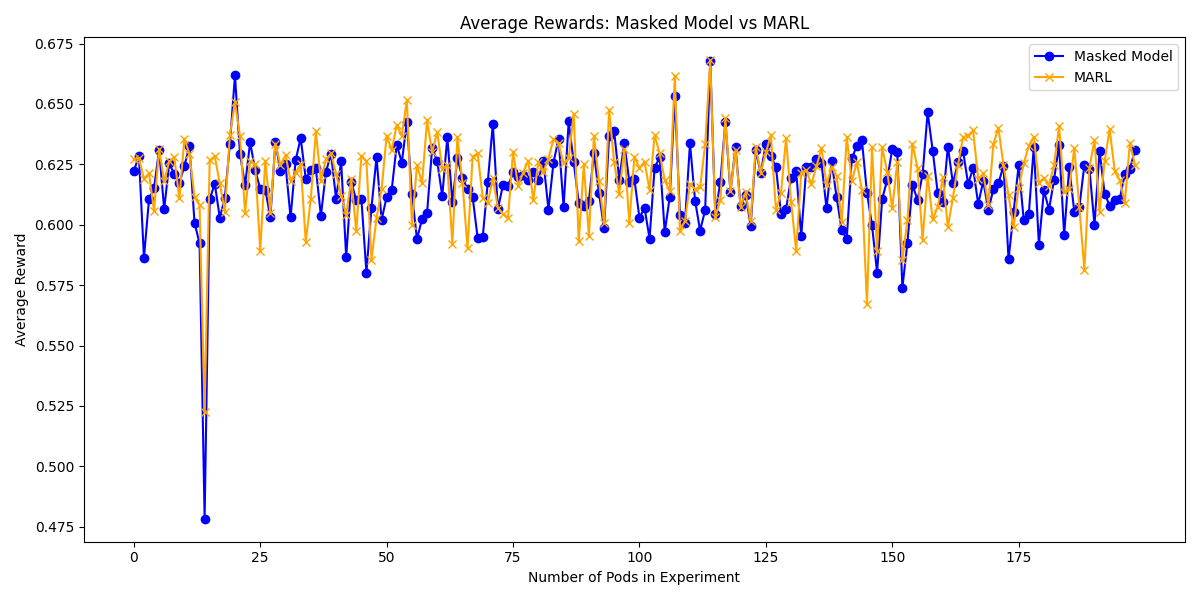 Average Rewards: Masked Model vs MARL
Masked Model
MARL
Average Reward
0.675
0.650
0.625
0.600
0.575
0.550
0.525
0.500
0.475
0 25 50 75 100 125 150 175
Number of Pods in Experiment